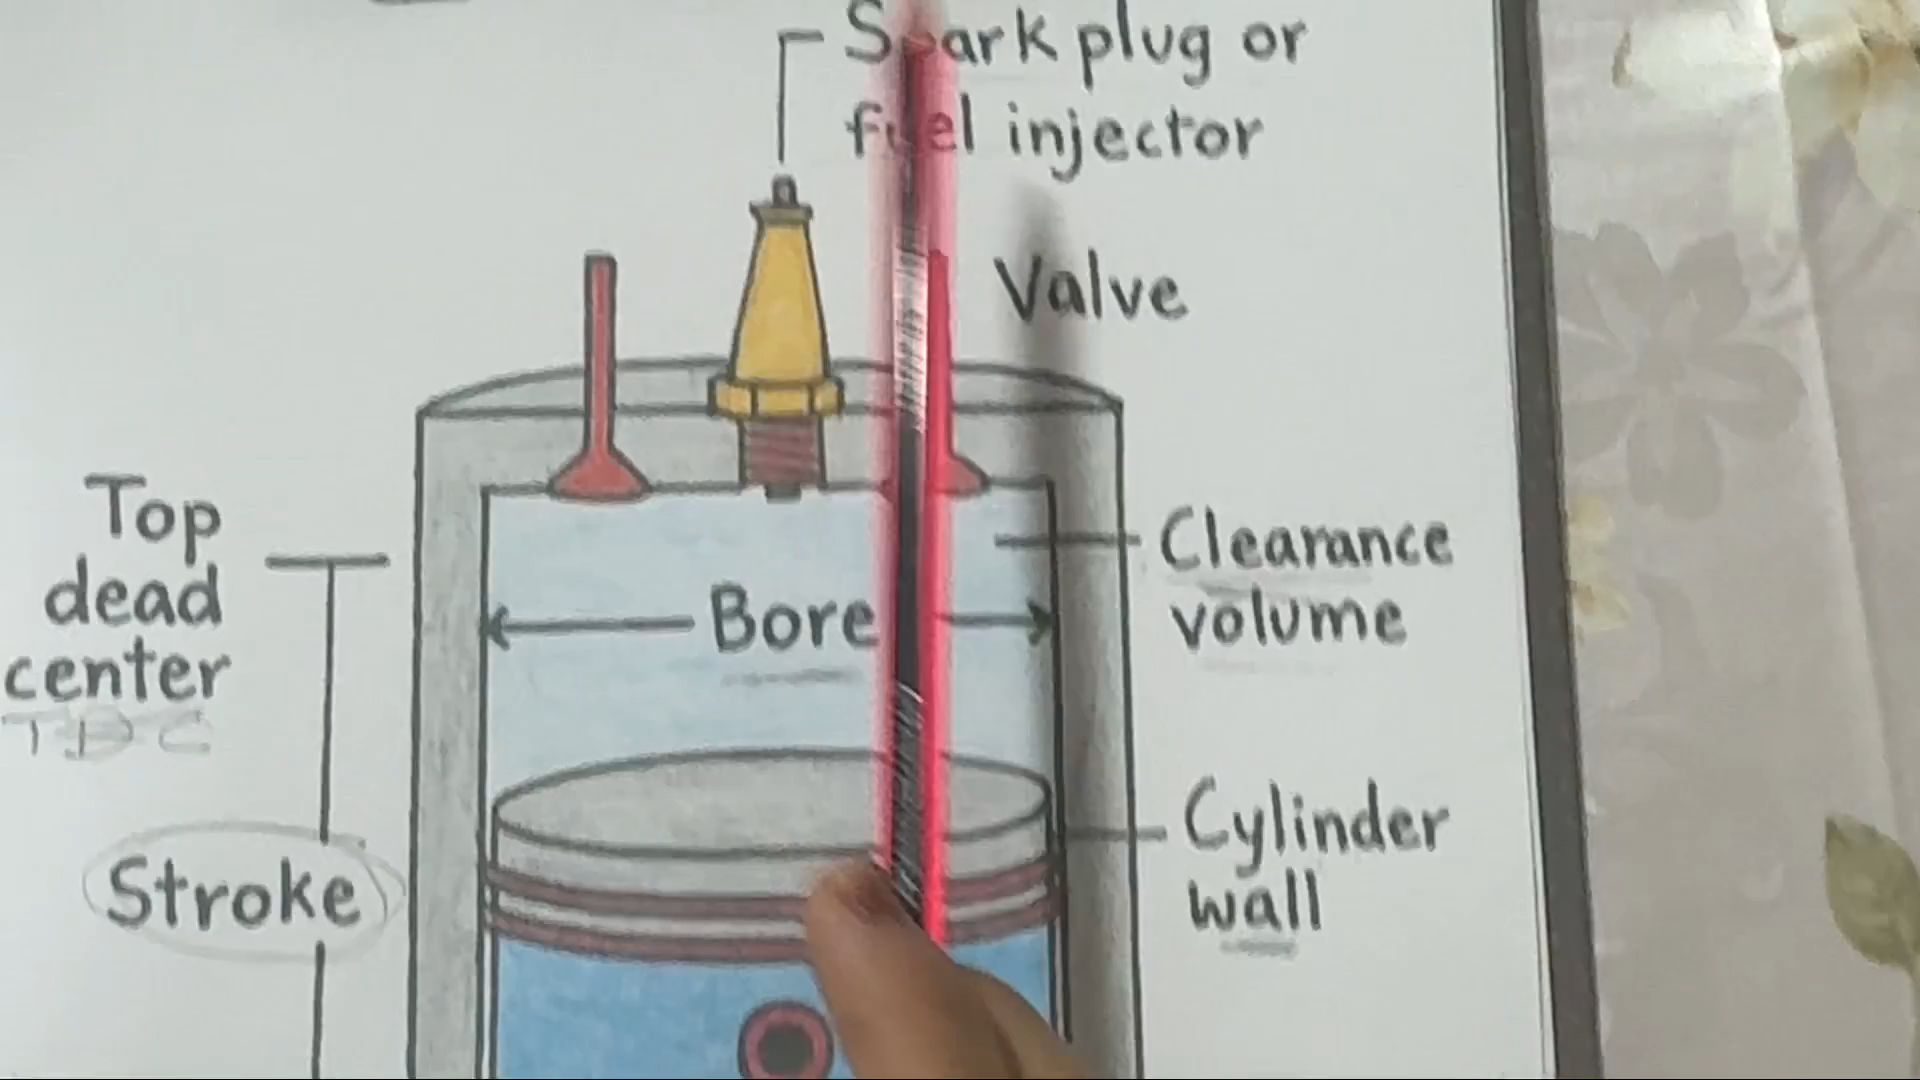 Spark plug or
fuel injector
Valve
Top
dead
center
TDC
Clearance
volume
Bore
Cylinder
wall
Stroke